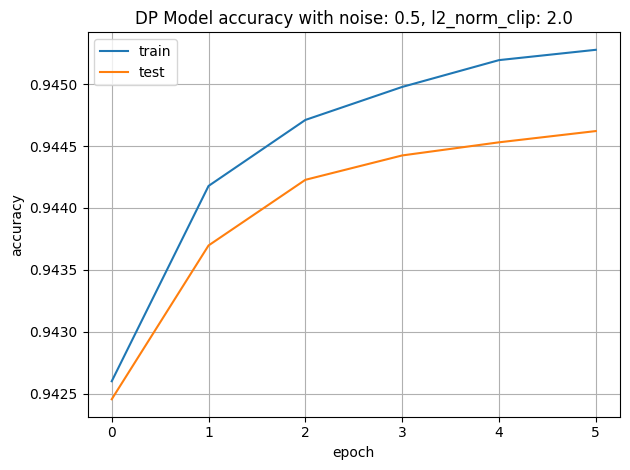 DP Model accuracy with noise: 0.5, l2_norm_clip: 2.0
train
test
0.9450
0.9445
0.9440
0.9435
0.9430
0.9425
accuracy
0 1 2 3 4 5
epoch